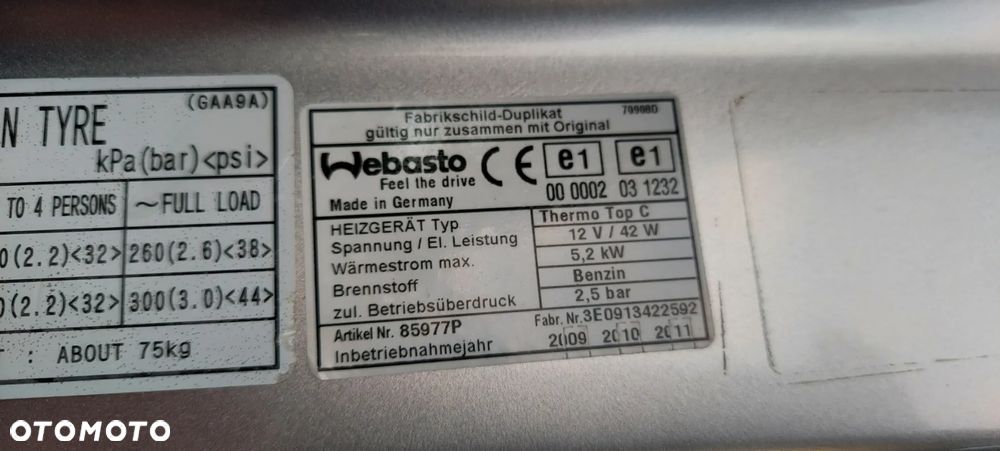 (GAA9A)
N TYRE
kPa(bar)<psi>
TO 4 PERSONS ~FULL LOAD
0(2.2)<32> 260(2.6)<38>
0(2.2)<32> 300(3.0)<44>
: ABOUT 75kg
Fabrikschild-Duplikat 79998D
gültig nur zusammen mit Original
Webasto CE e1 e1
Feel the drive 00 0002 03 1232
Made in Germany
HEIZGERÄT Typ Thermo Top C
Spannung / El. Leistung 12 V / 42 W
Wärmestrom max. 5,2 kW
Brennstoff Benzin
zul. Betriebsüberdruck 2,5 bar
Artikel Nr. 85977P Fabr. Nr.3E0913422592
Inbetriebnahmejahr 2009 2010 2011
OTOMOTO